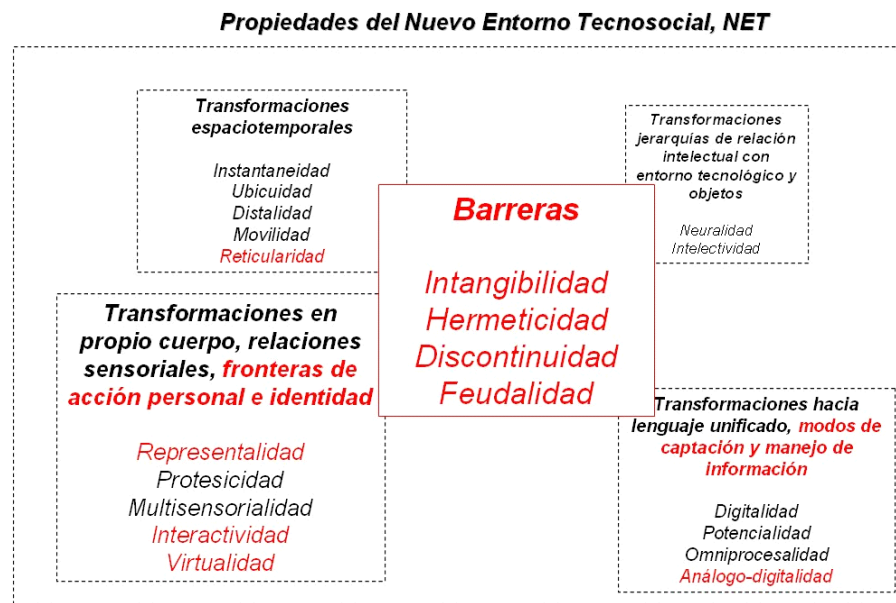 Propiedades del Nuevo Entorno Tecnosocial, NET
Transformaciones
espaciotemporales
Instantaneidad
Ubicuidad
Distalidad
Movilidad
Reticularidad
Transformaciones
jerarquías de relación
intelectual con
entorno tecnológico y
objetos
Neuralidad
Intelectividad
Barreras
Intangibilidad
Hermeticidad
Discontinuidad
Feudalidad
Transformaciones en
propio cuerpo, relaciones
sensoriales, fronteras de
acción personal e identidad
Representalidad
Protesicidad
Multisensorialidad
Interactividad
Virtualidad
Transformaciones hacia
lenguaje unificado, modos de
captación y manejo de
información
Digitalidad
Potencialidad
Omniprocesalidad
Análogo-digitalidad